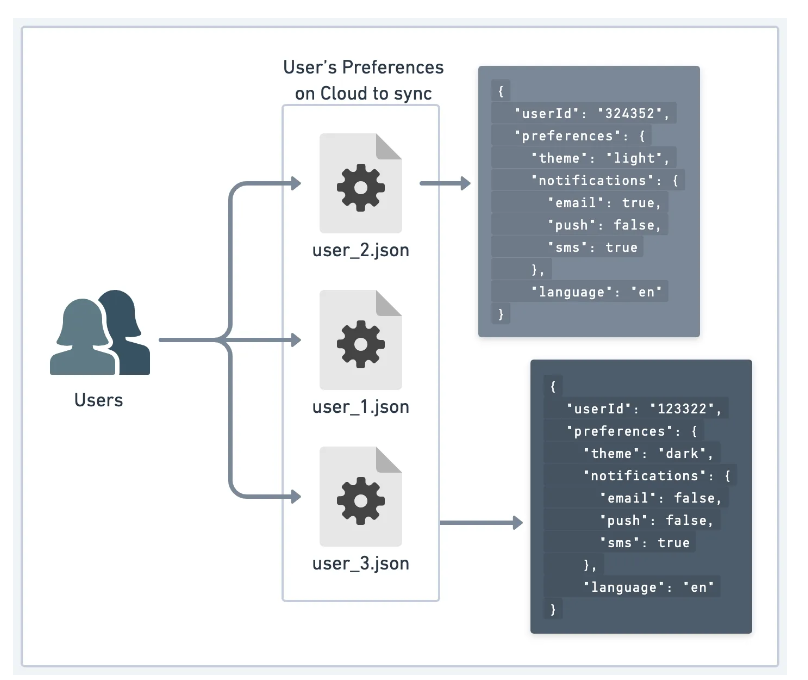 User's Preferences
on Cloud to sync
user_2.json
user_1.json
user_3.json
Users
{
"userId": "324352",
"preferences": {
"theme": "light",
"notifications": {
"email": true,
"push": false,
"sms": true
},
"language": "en"
}
{
"userId": "123322",
"preferences": {
"theme": "dark",
"notifications": {
"email": false,
"push": false,
"sms": true
},
"language": "en"
}